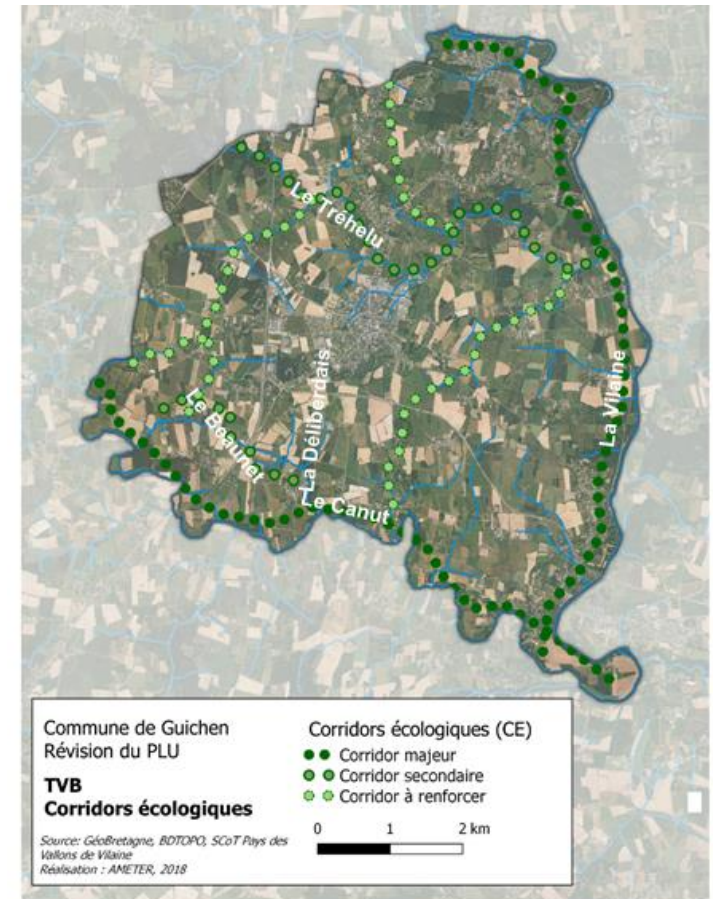 Le Tréhelu
La Vilaine
La Déliberdais
Le Beaunet
Le Canut
Commune de Guichen
Révision du PLU
TVB
Corridors écologiques
Source: GéoBretagne, BDTOPO, SCoT Pays des
Vallons de Vilaine
Réalisation : AMETER, 2018
Corridors écologiques (CE)
Corridor majeur
Corridor secondaire
Corridor à renforcer
0 1 2 km